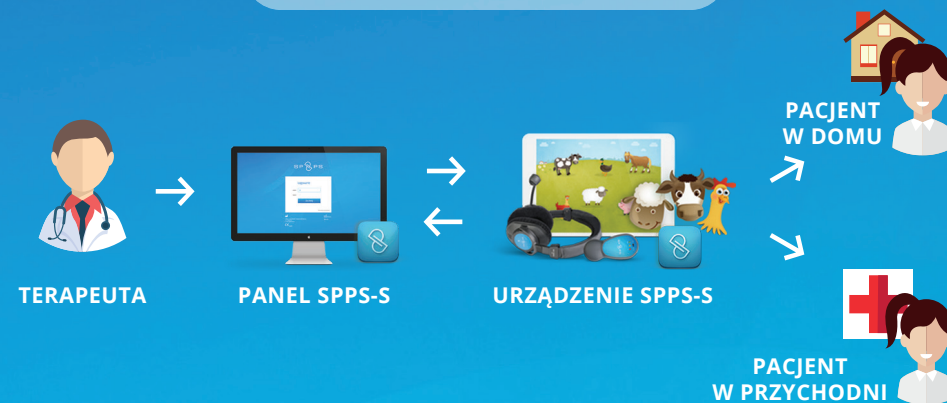 TERAPEUTA
PANEL SPPS-S
URZĄDZENIE SPPS-S
PACJENT
W DOMU
PACJENT
W PRZYCHODNI